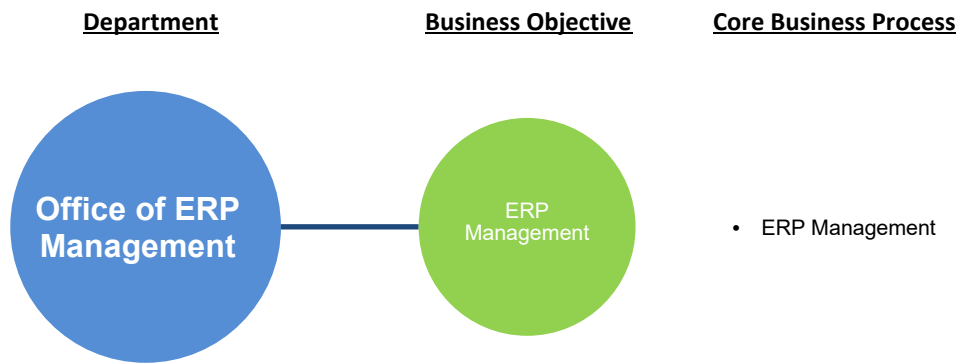 Department
Business Objective
Core Business Process
Office of ERP
Management
ERP
Management
• ERP Management